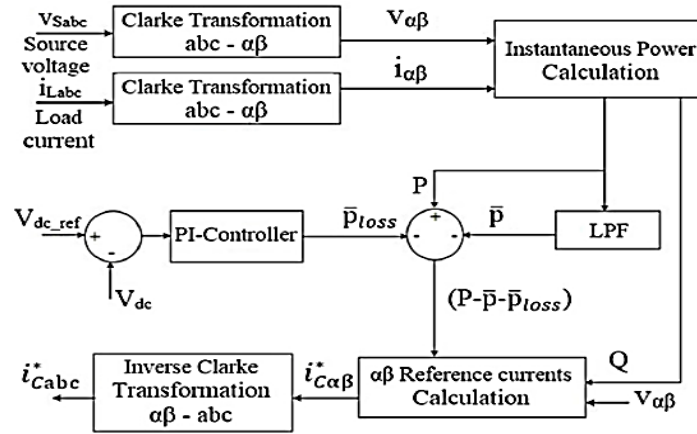 vSabc
Source
voltage
Clarke Transformation
abc - αβ
vαβ
iLabc
Load
current
Clarke Transformation
abc - αβ
iαβ
Instantaneous Power
Calculation
P
Vdc_ref
+
-
Vdc
PI-Controller
p̅loss
+
-
-
p̅
LPF
(P-p̅-p̅loss)
i*Cabc
Inverse Clarke
Transformation
αβ - abc
i*Cαβ
αβ Reference currents
Calculation
Q
vαβ